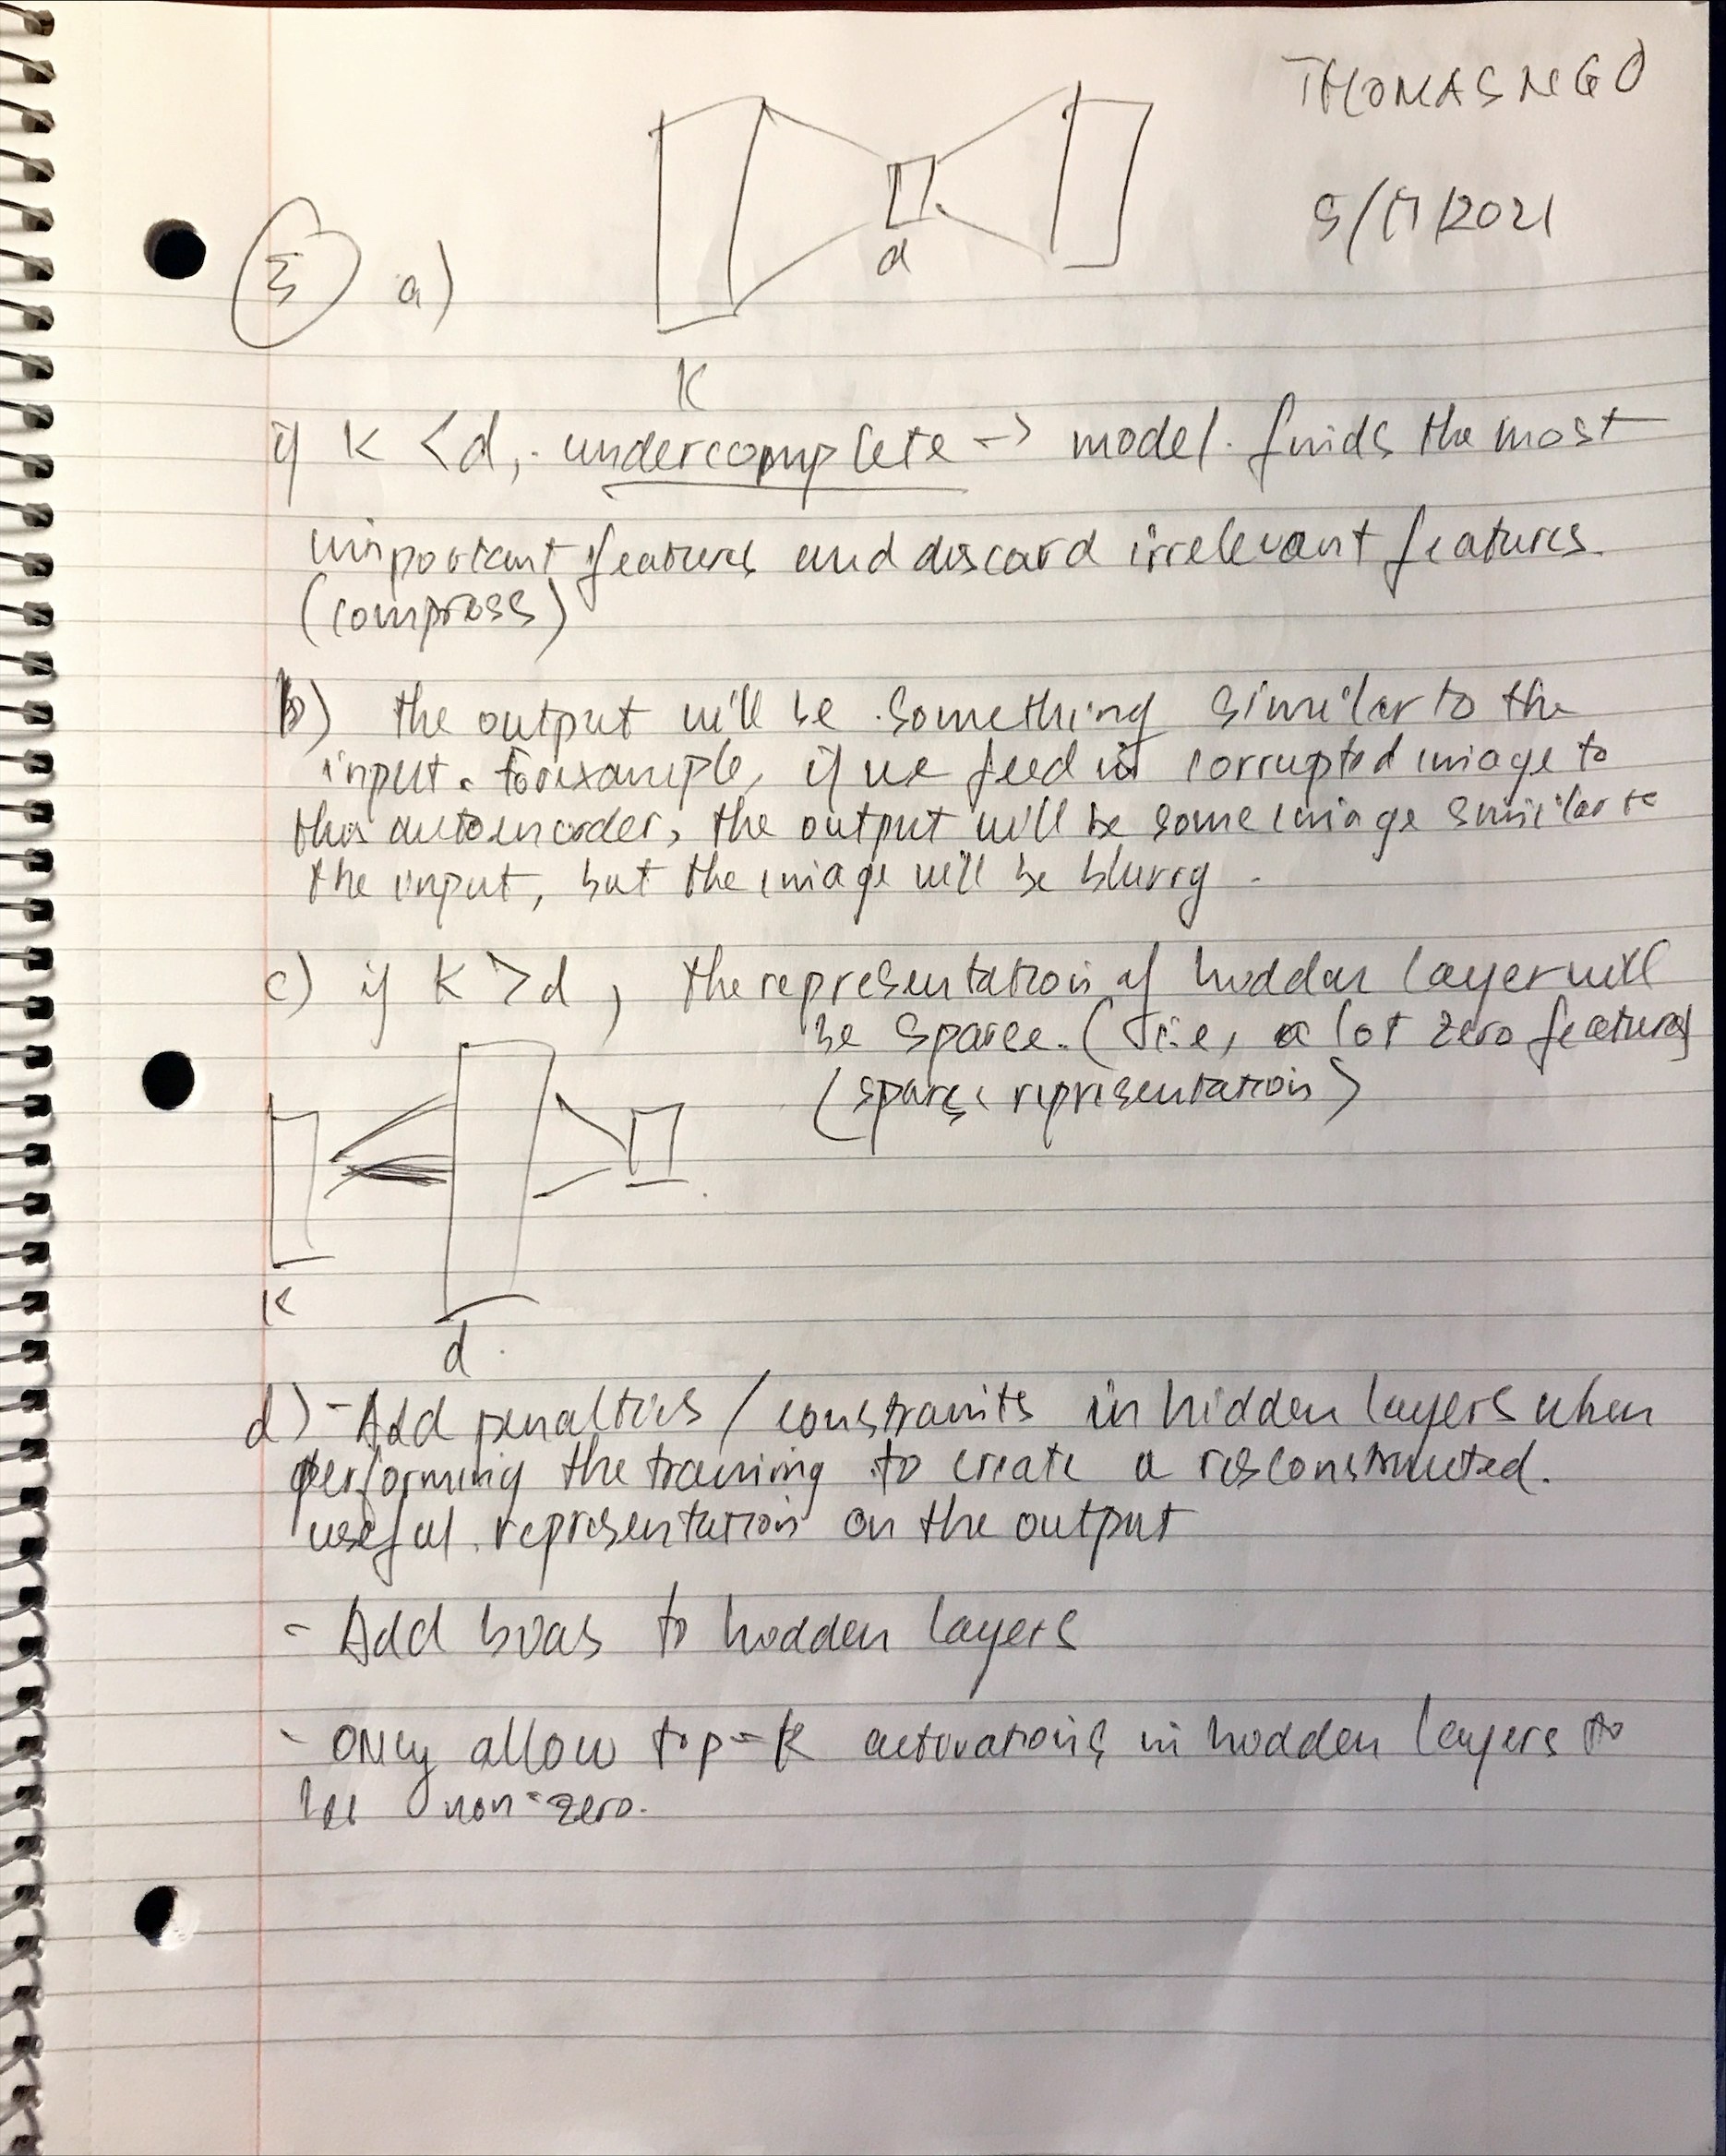 THOMAS NGO
5/17/2021
5 a)
d
K
if K < d, undercomplete -> model finds the most
important features and discard irrelevant features.
(compress)
b) the output will be something similar to the
input. for example, if we feed in corrupted image to
this autoencoder, the output will be some image similar to
the input, but the image will be blurry.
c) if K > d, the representation of hidden layer will
be sparce. (i.e, a lot zero features
(sparse representation)
K
d
d) - Add penalties / constraints in hidden layers when
performing the training to create a resconstructed.
useful representation on the output
- Add bias to hidden layers
- only allow top-k activations in hidden layers to
be non-zero.